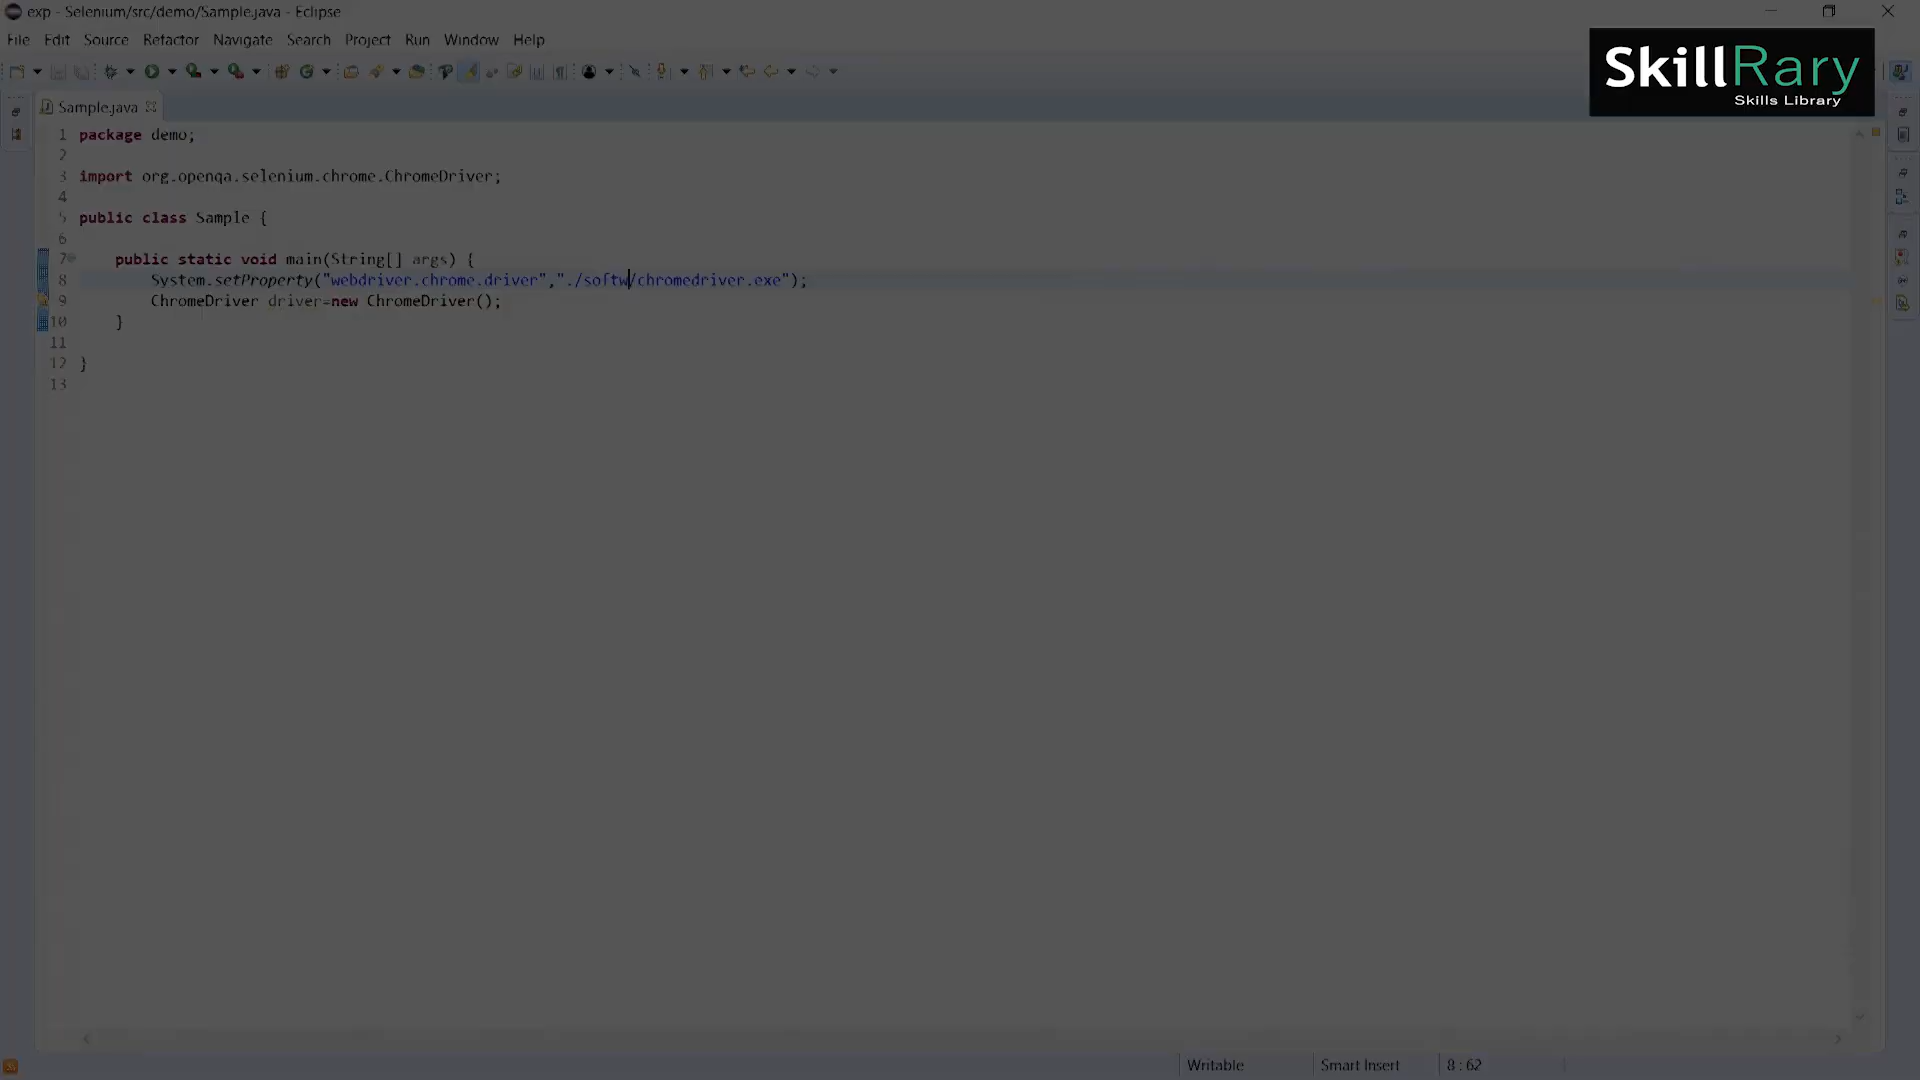 exp - Selenium/src/demo/Sample.java - Eclipse
File Edit Source Refactor Navigate Search Project Run Window Help
SkillRary
Skills Library
Sample.java
1 package demo;
2
3 import org.openqa.selenium.chrome.ChromeDriver;
4
5 public class Sample {
6
7 public static void main(String[] args) {
8 System.setProperty("webdriver.chrome.driver","./softw/chromedriver.exe");
9 ChromeDriver driver=new ChromeDriver();
10 }
11
12 }
13
Writable Smart Insert 8 : 62